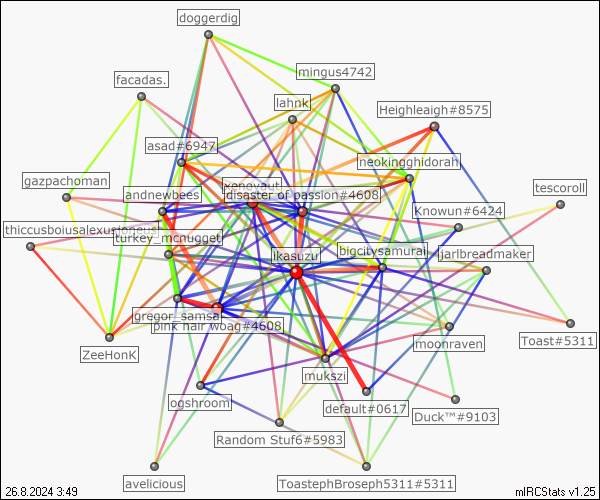 doggerdig
mingus4742
facadas.
lahnk
Heighleaigh#8575
asad#6947
neokingghidorah
gazpachoman
xenovaut
andnewbees
disaster of passion#4608
tescoroll
Knowun#6424
thiccusboiusalexusioneus
turkey_mcnugget
ikasuzu
bigcitysamurai
jarlbreadmaker
gregor_samsa
pink hair woag#4608
ZeeHonK
moonraven
Toast#5311
mukszi
ogshroom
default#0617
Duck™#9103
Random Stuf6#5983
avelicious
ToastephBroseph5311#5311
26.8.2024 3:49
mIRCStats v1.25